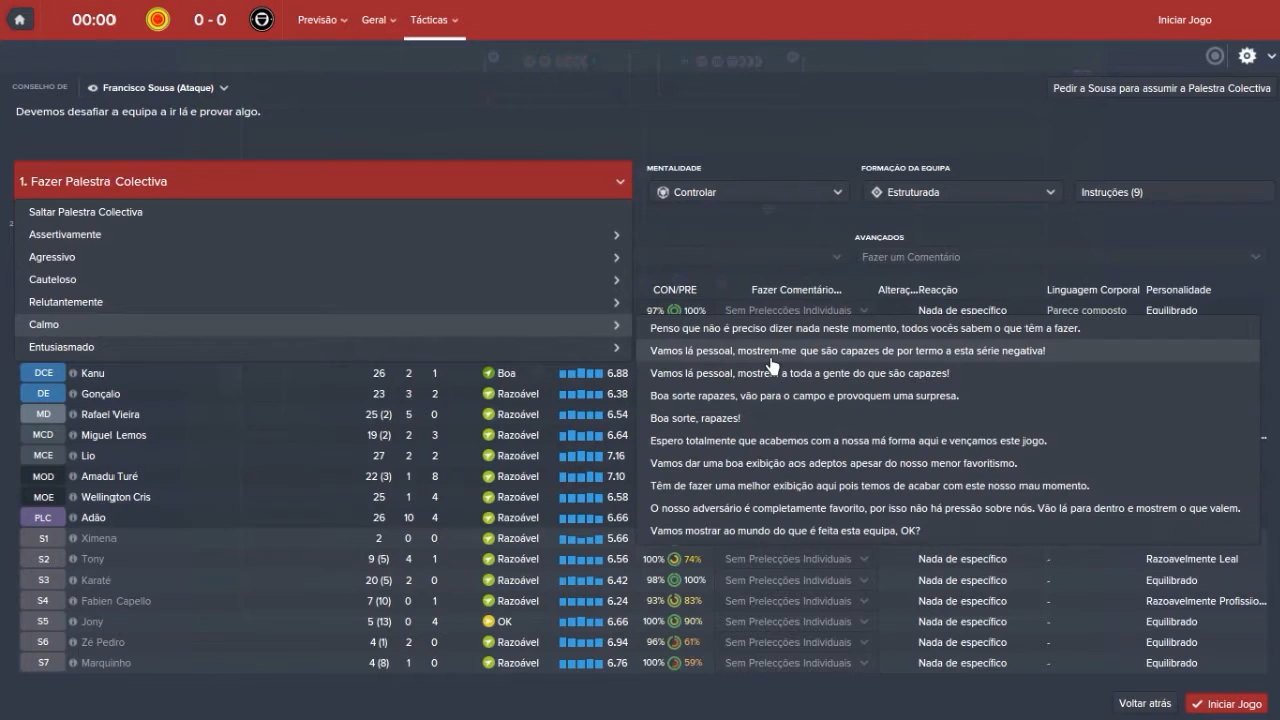 00:00 0 - 0 Previsão Geral Tácticas Iniciar Jogo
CONSELHO DE Francisco Sousa (Ataque) Pedir a Sousa para assumir a Palestra Colectiva
Devemos desafiar a equipa a ir lá e provar algo.
MENTALIDADE FORMAÇÃO DA EQUIPA
1. Fazer Palestra Colectiva Controlar Estruturada Instruções (9)
Saltar Palestra Colectiva
Assertivamente AVANÇADOS
Agressivo Fazer um Comentário
Cauteloso CON/PRE Fazer Comentário... Alteraç... Reacção Linguagem Corporal Personalidade
Relutantemente 97% 100% Sem Prelecções Individuais Nada de específico Parece composto Equilibrado
Calmo Penso que não é preciso dizer nada neste momento, todos vocês sabem o que têm a fazer.
Entusiasmado Vamos lá pessoal, mostrem-me que são capazes de por termo a esta série negativa!
DCE Kanu 26 2 1 Boa 6.88 Vamos lá pessoal, mostrem a toda a gente do que são capazes!
DE Gonçalo 23 3 2 Razoável 6.38 Boa sorte rapazes, vão para o campo e provoquem uma surpresa.
MD Rafael Vieira 25 (2) 5 0 Razoável 6.54 Boa sorte, rapazes!
MCD Miguel Lemos 19 (2) 2 3 Razoável 6.64 Espero totalmente que acabemos com a nossa má forma aqui e vençamos este jogo.
MCE Lio 27 2 2 Razoável 7.16 Vamos dar uma boa exibição aos adeptos apesar do nosso menor favoritismo.
MOD Amadu Turé 22 (3) 1 8 Razoável 7.10 Têm de fazer uma melhor exibição aqui pois temos de acabar com este nosso mau momento.
MOE Wellington Cris 25 1 4 Razoável 6.58 O nosso adversário é completamente favorito, por isso não há pressão sobre nós. Vão lá para dentro e mostrem o que valem.
PLC Adão 26 10 4 Razoável 6.66 Vamos mostrar ao mundo do que é feita esta equipa, OK?
S1 Ximena 2 0 0 Razoável 5.66
S2 Tony 9 (5) 4 1 Razoável 6.56 100% 74% Sem Prelecções Individuais Nada de específico - Razoavelmente Leal
S3 Karaté 20 (5) 2 0 Razoável 6.42 98% 100% Sem Prelecções Individuais Nada de específico - Equilibrado
S4 Fabien Capello 7 (10) 0 1 Razoável 6.24 93% 83% Sem Prelecções Individuais Nada de específico - Razoavelmente Profissio...
S5 Jony 5 (13) 0 4 OK 6.66 100% 90% Sem Prelecções Individuais Nada de específico - Equilibrado
S6 Zé Pedro 4 (1) 2 0 Razoável 6.94 96% 61% Sem Prelecções Individuais Nada de específico - Equilibrado
S7 Marquinho 4 (8) 1 0 Razoável 6.76 100% 59% Sem Prelecções Individuais Nada de específico - Equilibrado
Voltar atrás Iniciar Jogo